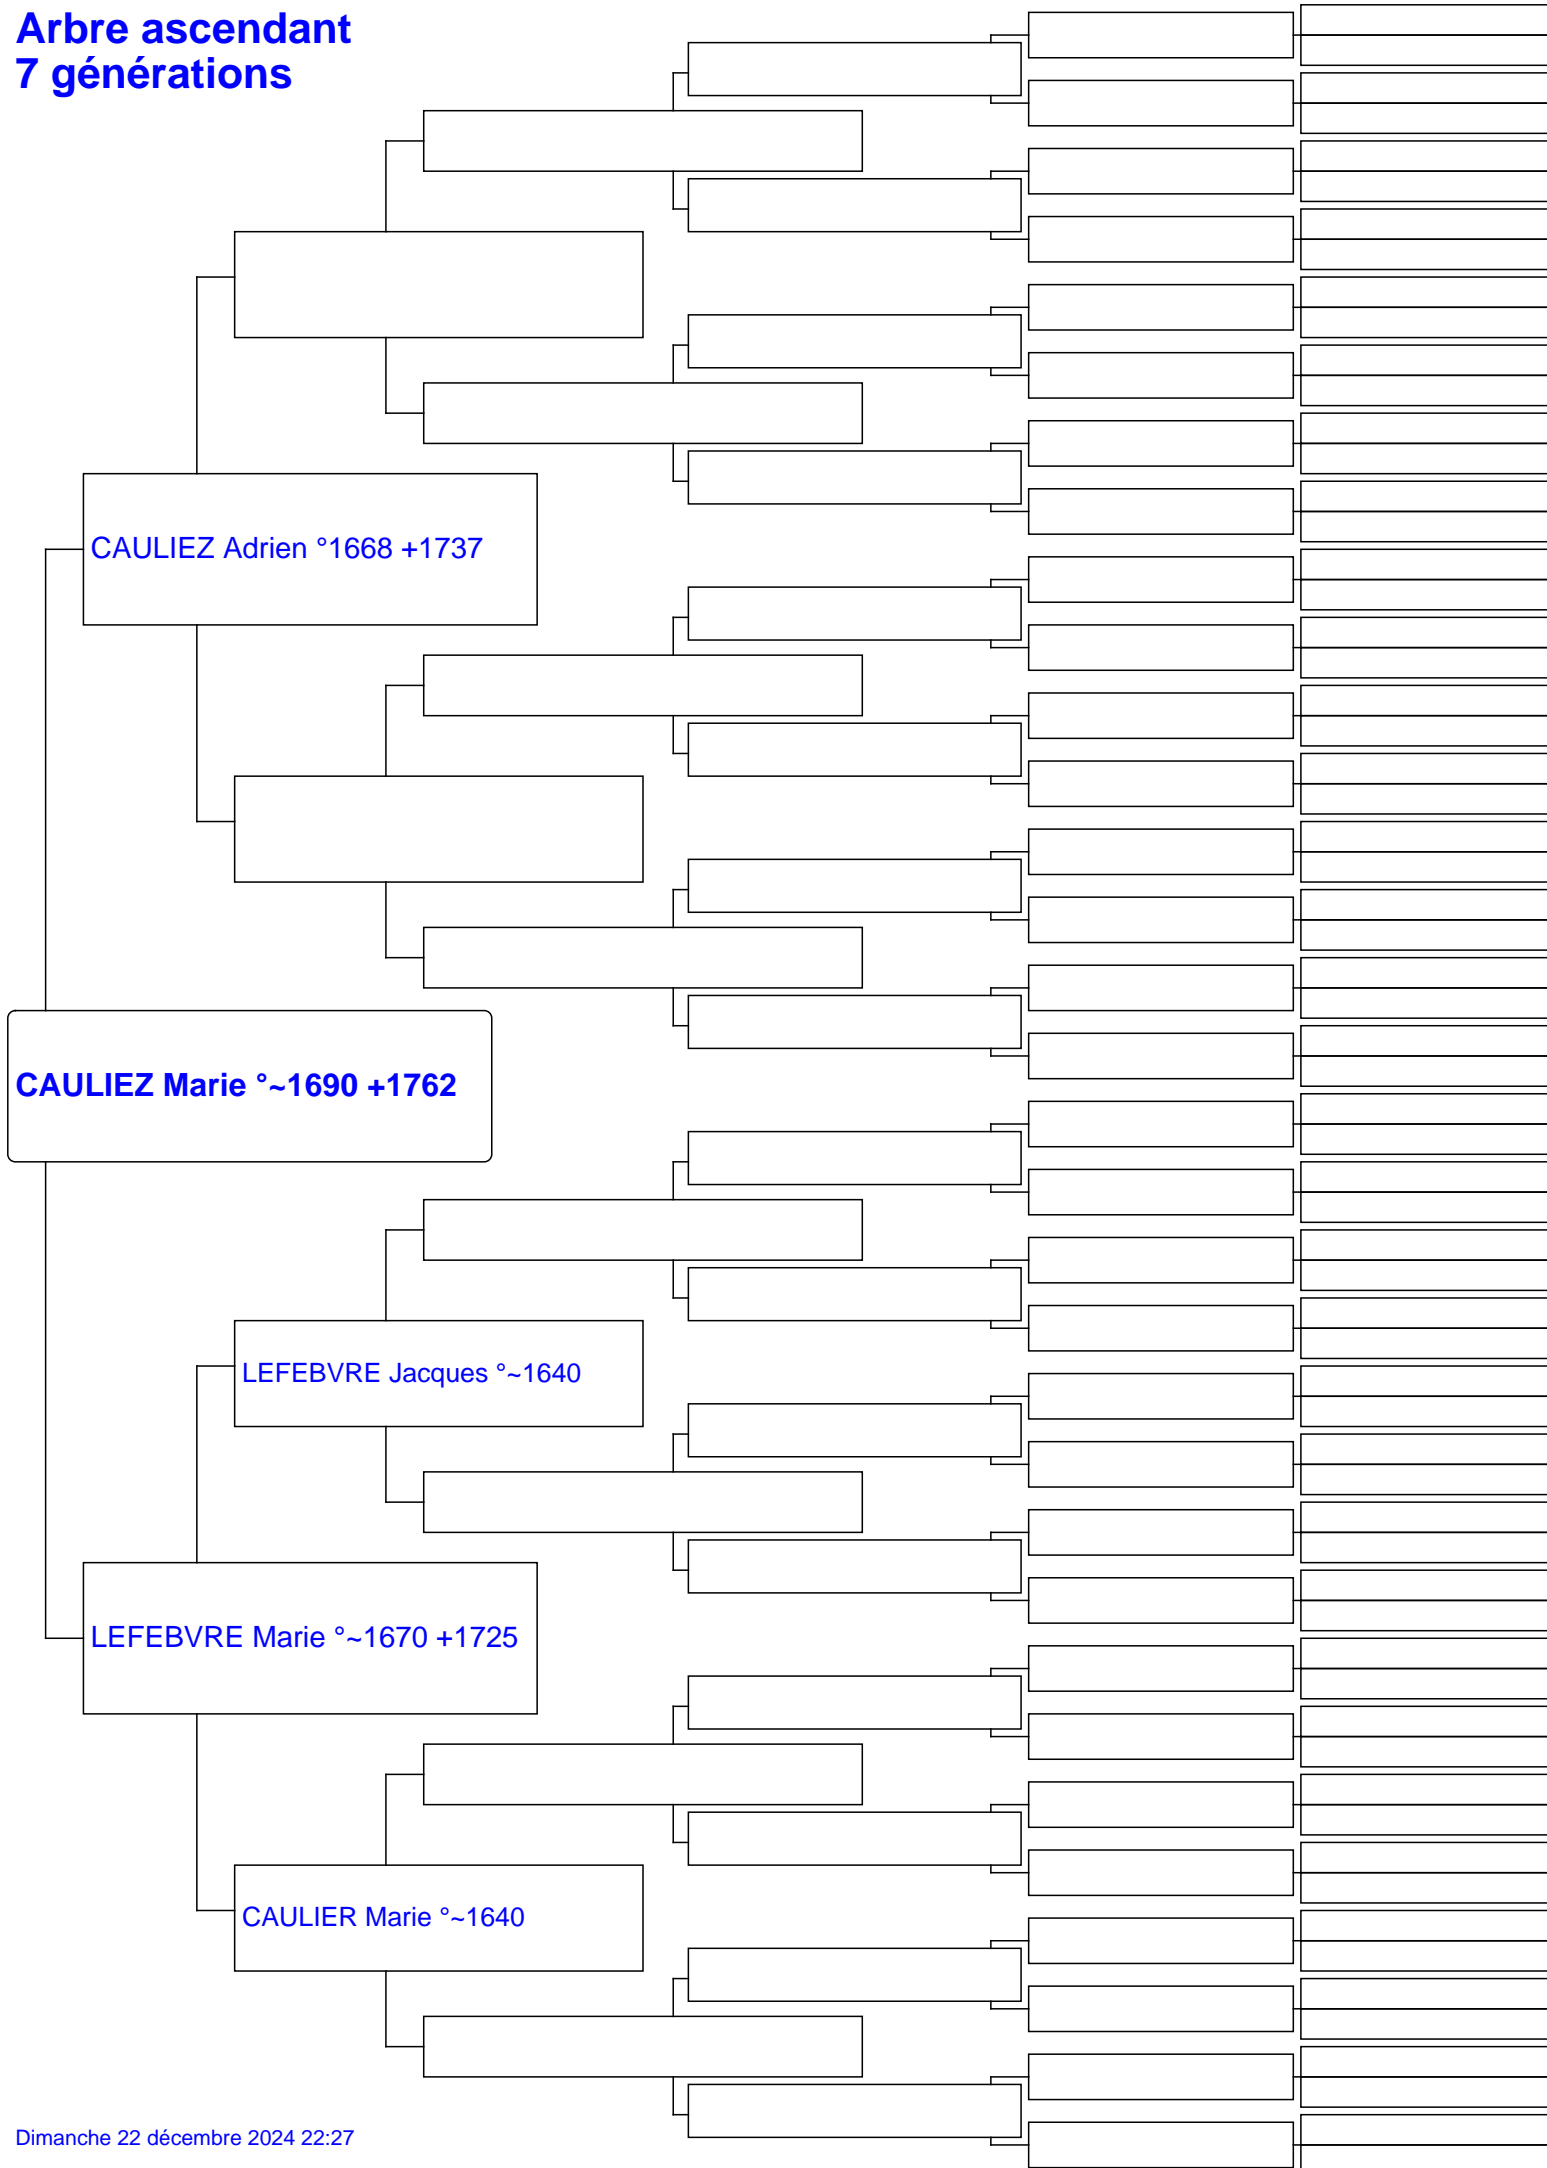 Arbre ascendant
7 générations
CAULIEZ Adrien °1668 +1737
CAULIEZ Marie °~1690 +1762
LEFEBVRE Jacques °~1640
LEFEBVRE Marie °~1670 +1725
CAULIER Marie °~1640
Dimanche 22 décembre 2024 22:27